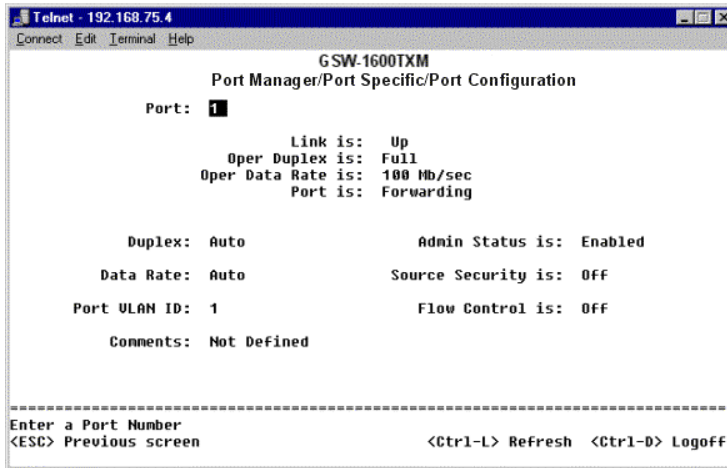 Telnet - 192.168.75.4
Connect Edit Terminal Help
GSW-1600TXM
Port Manager/Port Specific/Port Configuration
Port: 1
Link is: Up
Oper Duplex is: Full
Oper Data Rate is: 100 Mb/sec
Port is: Forwarding
Duplex: Auto Admin Status is: Enabled
Data Rate: Auto Source Security is: Off
Port VLAN ID: 1 Flow Control is: Off
Comments: Not Defined
================================================================================
Enter a Port Number
<ESC> Previous screen <Ctrl-L> Refresh <Ctrl-D> Logoff